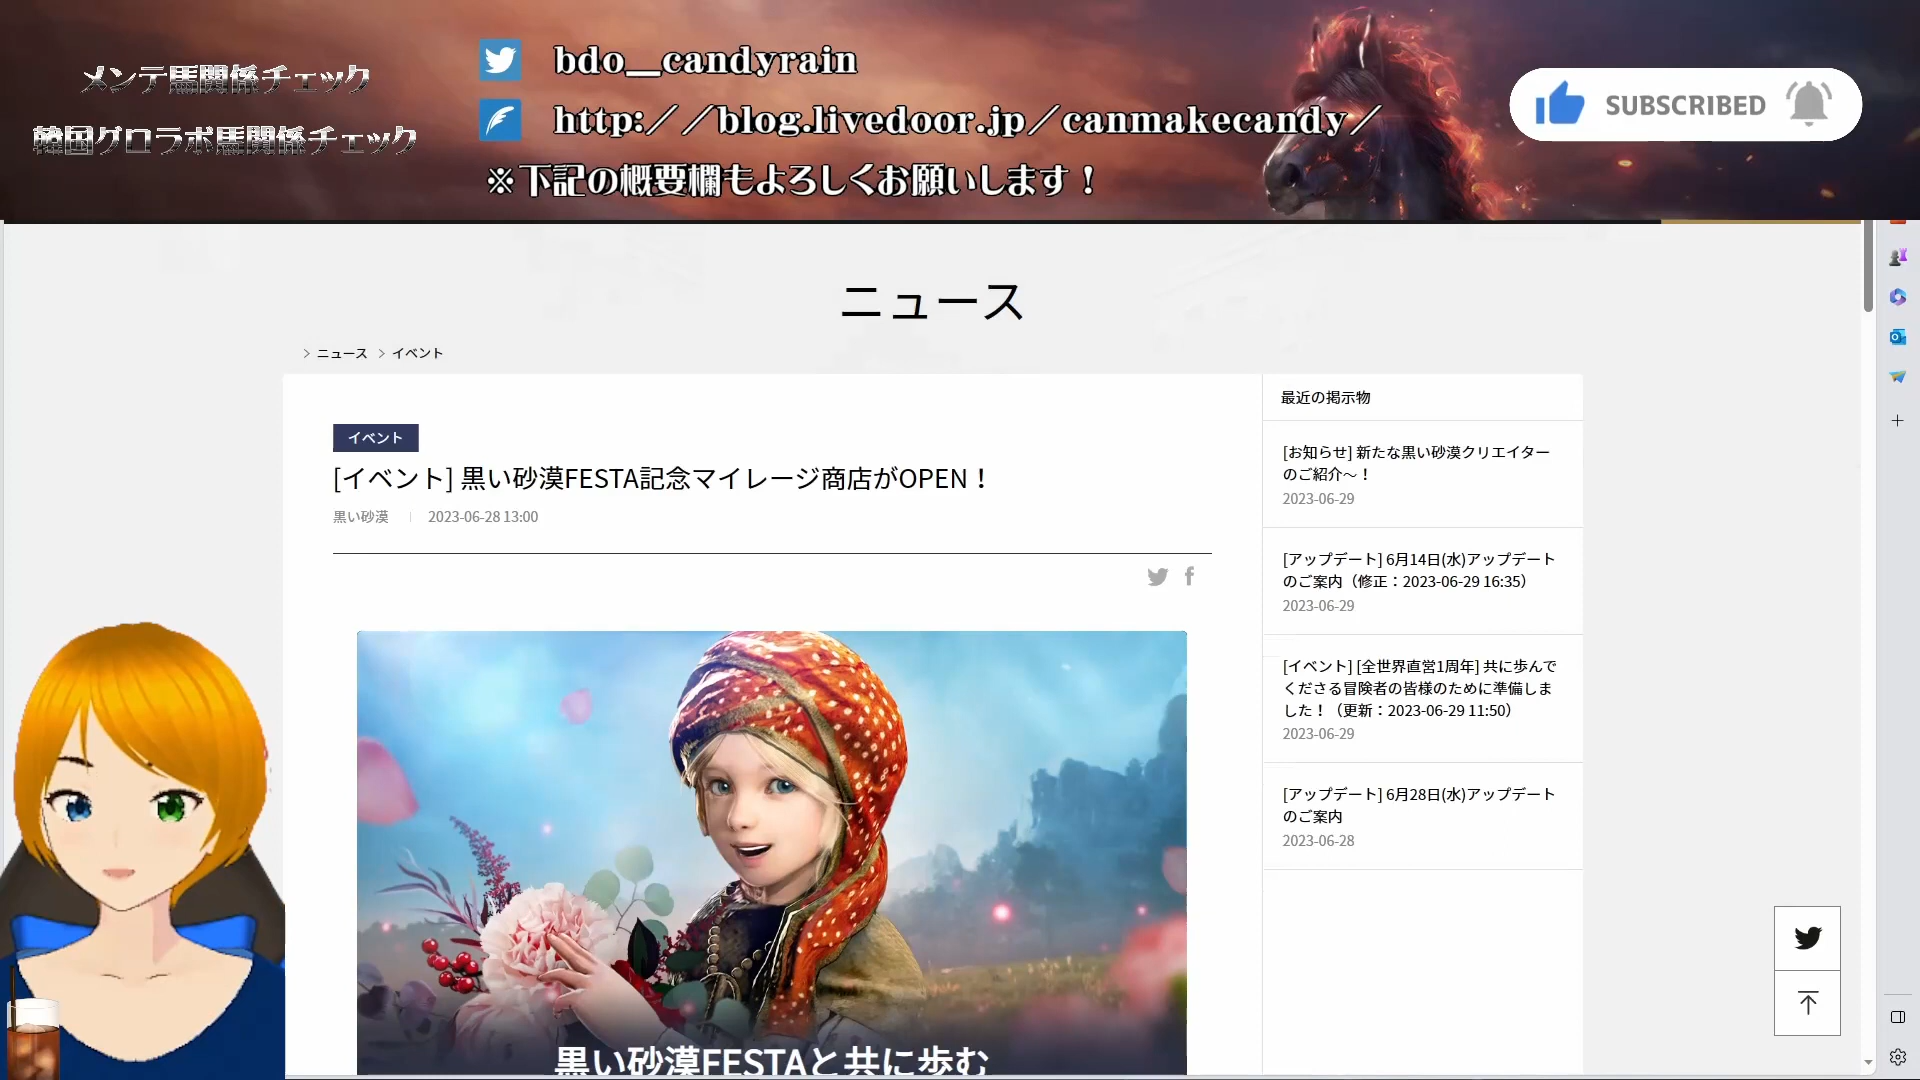 メンテ馬関係チェック
韓国グロラボ馬関係チェック
bdo__candyrain
http://blog.livedoor.jp/canmakecandy/
※下記の概要欄もよろしくお願いします！
SUBSCRIBED
ニュース
ニュース イベント
イベント
[イベント] 黒い砂漠FESTA記念マイレージ商店がOPEN！
黒い砂漠 2023-06-28 13:00
黒い砂漠FESTAと共に歩む
最近の掲示物
[お知らせ] 新たな黒い砂漠クリエイター
のご紹介～！
2023-06-29
[アップデート] 6月14日(水)アップデート
のご案内（修正：2023-06-29 16:35）
2023-06-29
[イベント] [全世界直営1周年] 共に歩んで
くださる冒険者の皆様のために準備しま
した！（更新：2023-06-29 11:50）
2023-06-29
[アップデート] 6月28日(水)アップデート
のご案内
2023-06-28